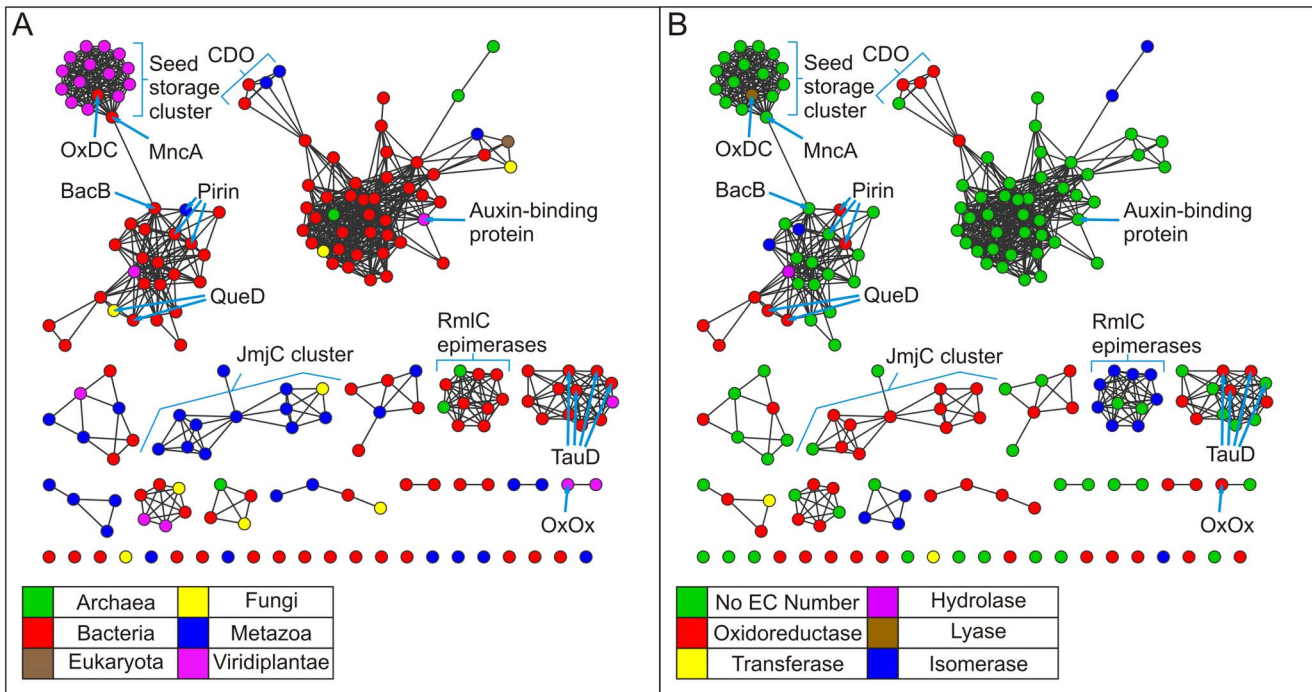 A
CDO
Seed
storage
cluster
OxDC
MncA
BacB
Pirin
Auxin-binding
protein
QueD
RmlC
epimerases
JmjC cluster
TauD
OxOx
Archaea
Fungi
Bacteria
Metazoa
Eukaryota
Viridiplantae
B
CDO
Seed
storage
cluster
OxDC
MncA
BacB
Pirin
Auxin-binding
protein
QueD
RmlC
epimerases
JmjC cluster
TauD
OxOx
No EC Number
Hydrolase
Oxidoreductase
Lyase
Transferase
Isomerase